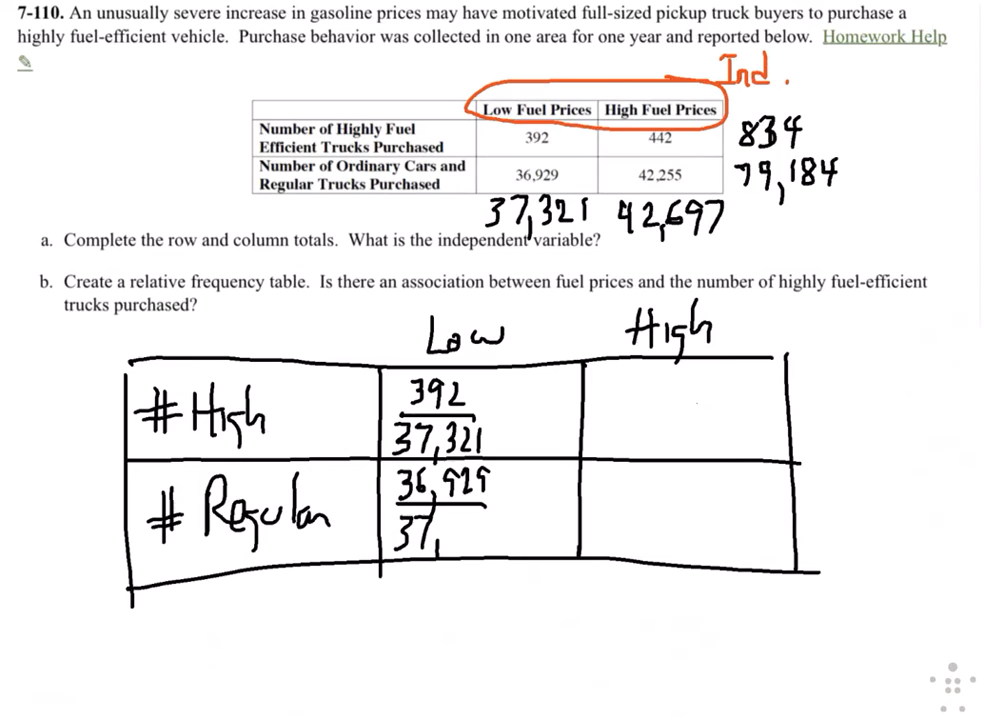 7-110. An unusually severe increase in gasoline prices may have motivated full-sized pickup truck buyers to purchase a
highly fuel-efficient vehicle. Purchase behavior was collected in one area for one year and reported below. Homework Help
Ind.
Low Fuel Prices High Fuel Prices
Number of Highly Fuel
Efficient Trucks Purchased 392 442 834
Number of Ordinary Cars and
Regular Trucks Purchased 36,929 42,255 79,184
37,321 42,697
a. Complete the row and column totals. What is the independent variable?
b. Create a relative frequency table. Is there an association between fuel prices and the number of highly fuel-efficient
trucks purchased?
Low High
# High 392
37,321
# Regular 36,929
37,